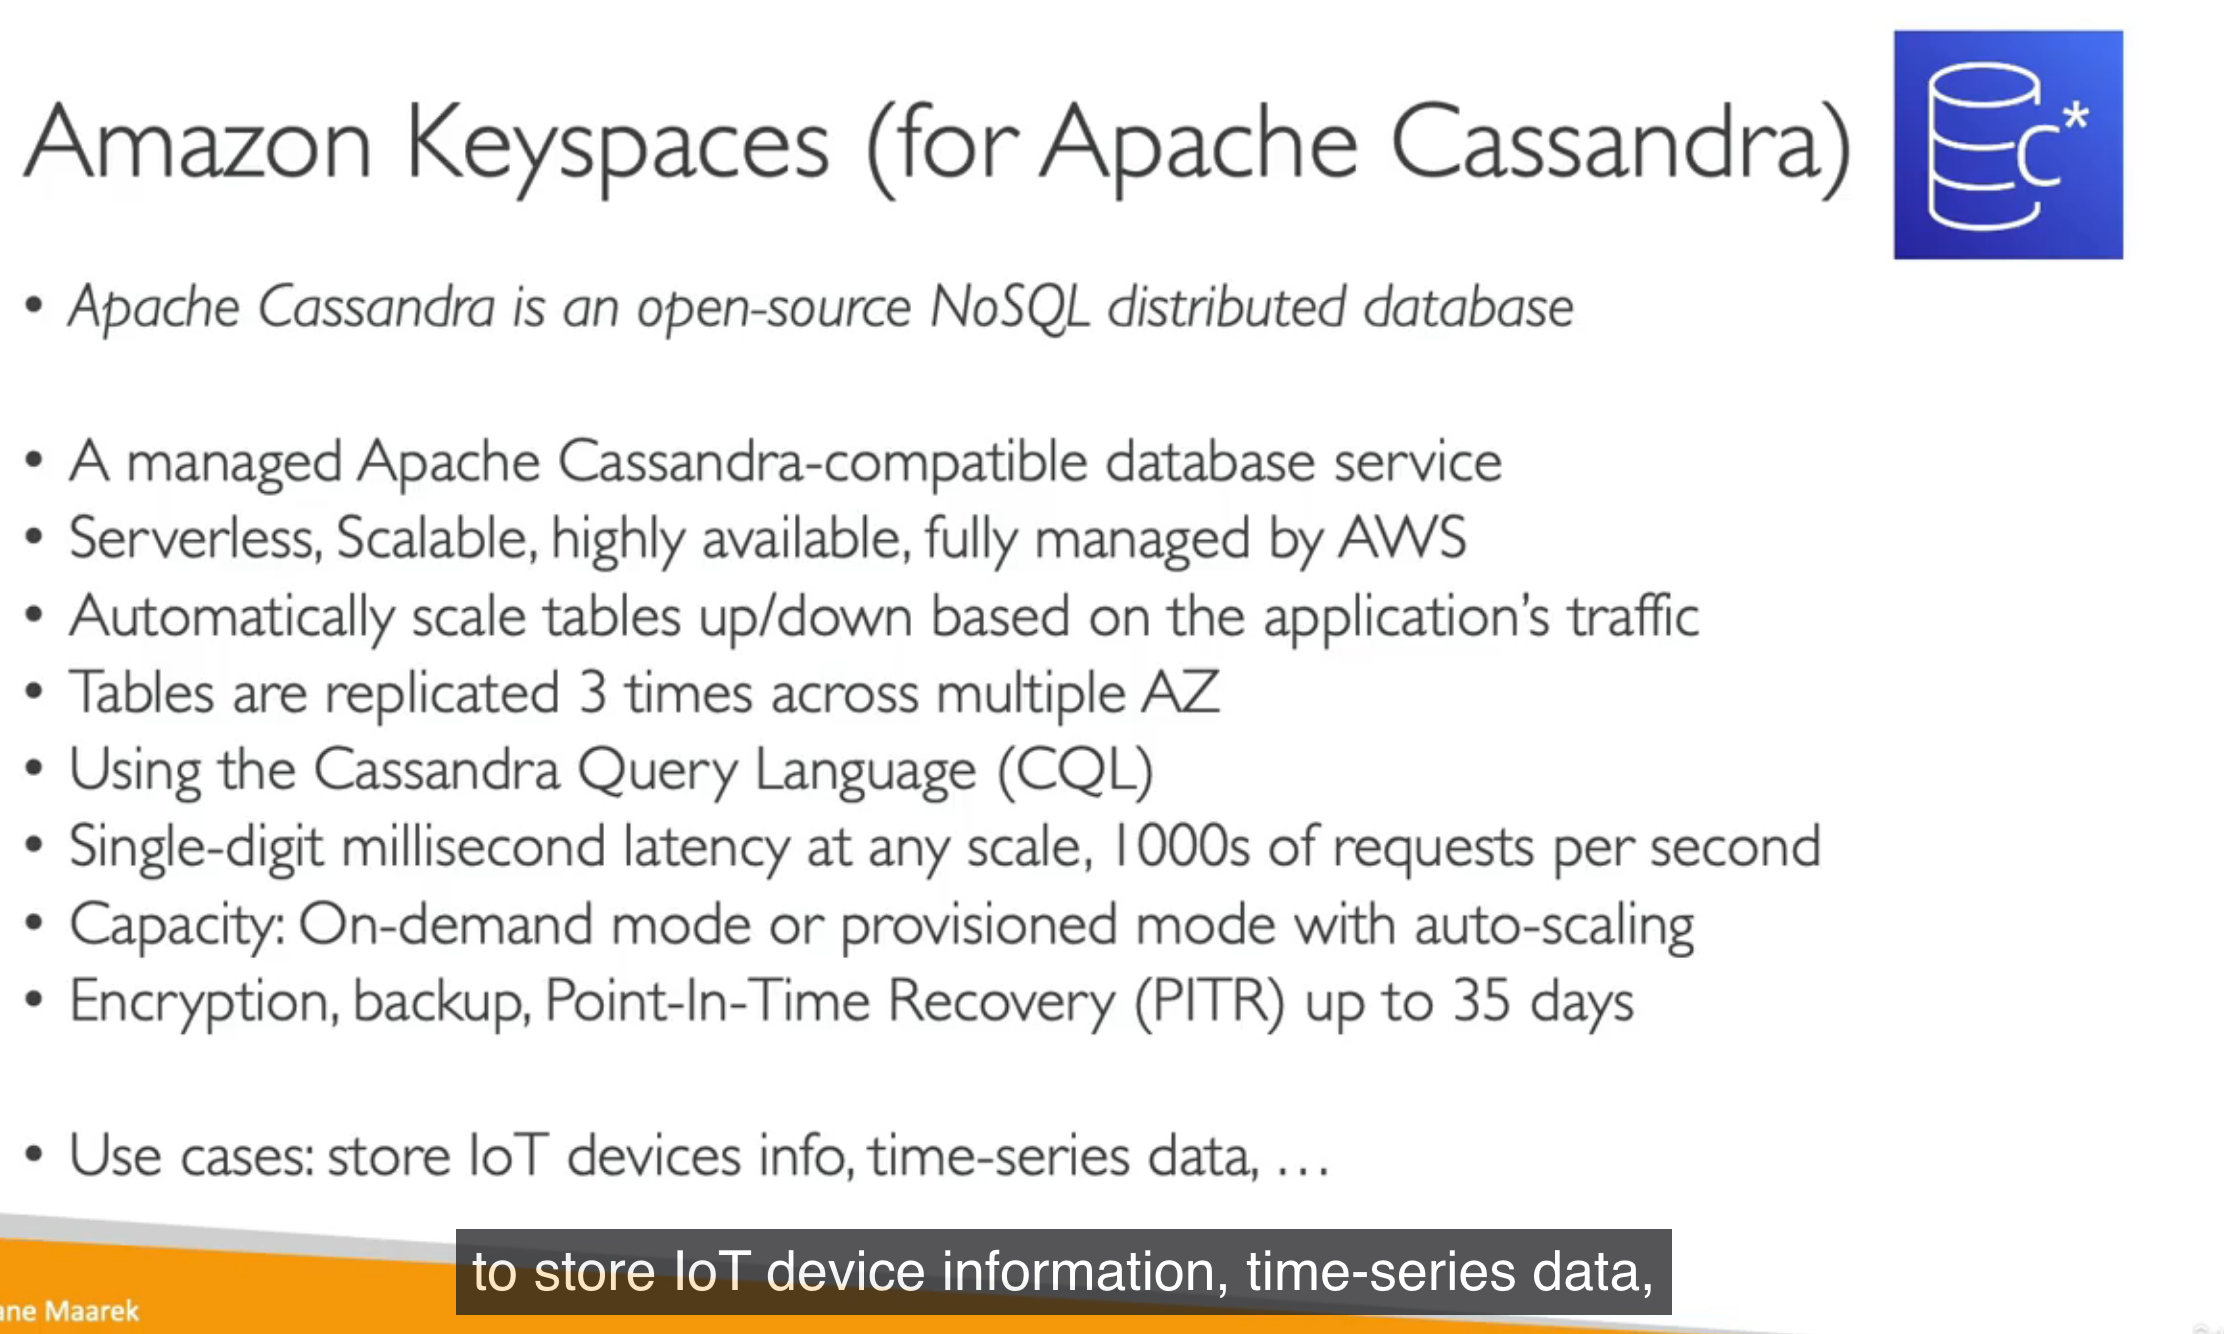 Amazon Keyspaces (for Apache Cassandra)
C*
• Apache Cassandra is an open-source NoSQL distributed database
• A managed Apache Cassandra-compatible database service
• Serverless, Scalable, highly available, fully managed by AWS
• Automatically scale tables up/down based on the application’s traffic
• Tables are replicated 3 times across multiple AZ
• Using the Cassandra Query Language (CQL)
• Single-digit millisecond latency at any scale, 1000s of requests per second
• Capacity: On-demand mode or provisioned mode with auto-scaling
• Encryption, backup, Point-In-Time Recovery (PITR) up to 35 days
• Use cases: store IoT devices info, time-series data, …
to store IoT device information, time-series data,
ane Maarek